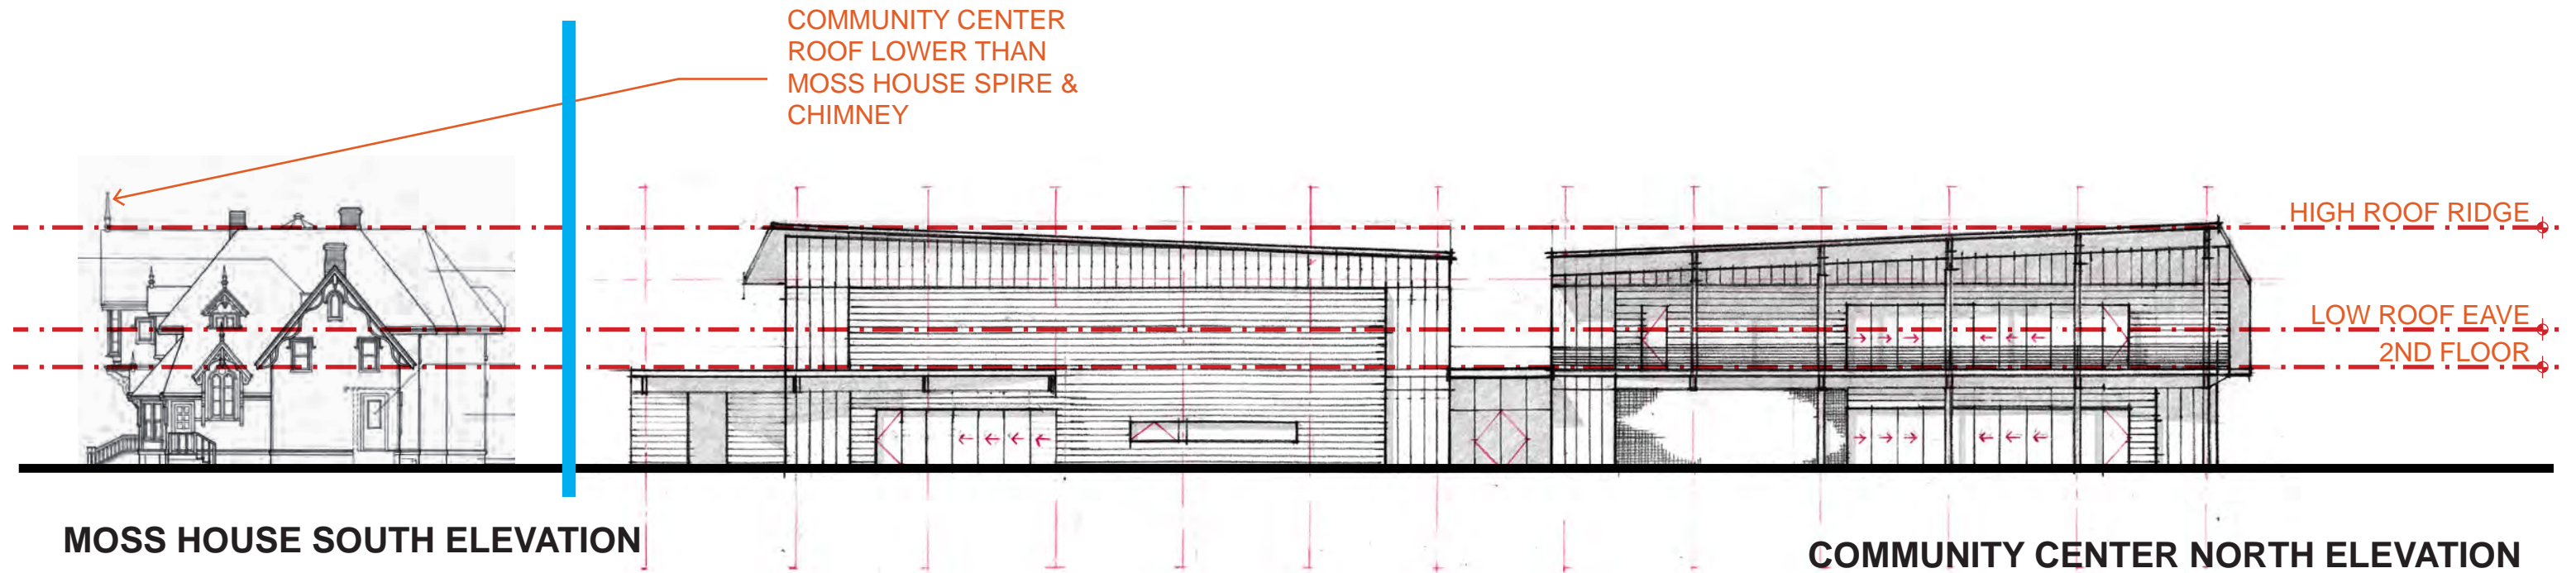 COMMUNITY CENTER
ROOF LOWER THAN
MOSS HOUSE SPIRE &
CHIMNEY
HIGH ROOF RIDGE
LOW ROOF EAVE
2ND FLOOR
MOSS HOUSE SOUTH ELEVATION
COMMUNITY CENTER NORTH ELEVATION